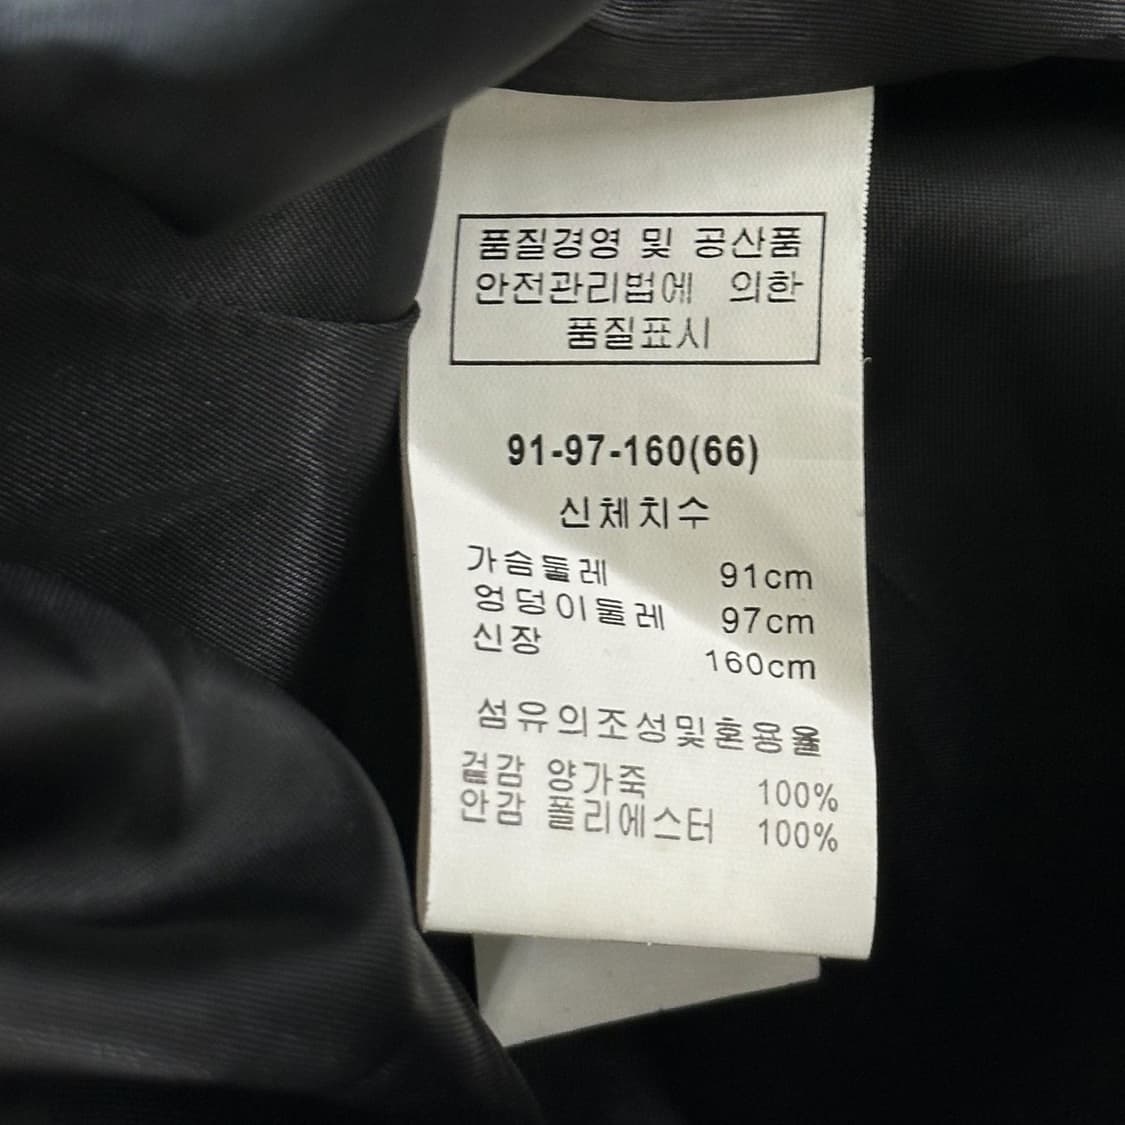 품질경영 및 공산품
안전관리법에 의한
품질표시
91-97-160(66)
신체치수
가슴둘레 91cm
엉덩이둘레 97cm
신장 160cm
섬유의조성및혼용율
겉감 양가죽 100%
안감 폴리에스터 100%